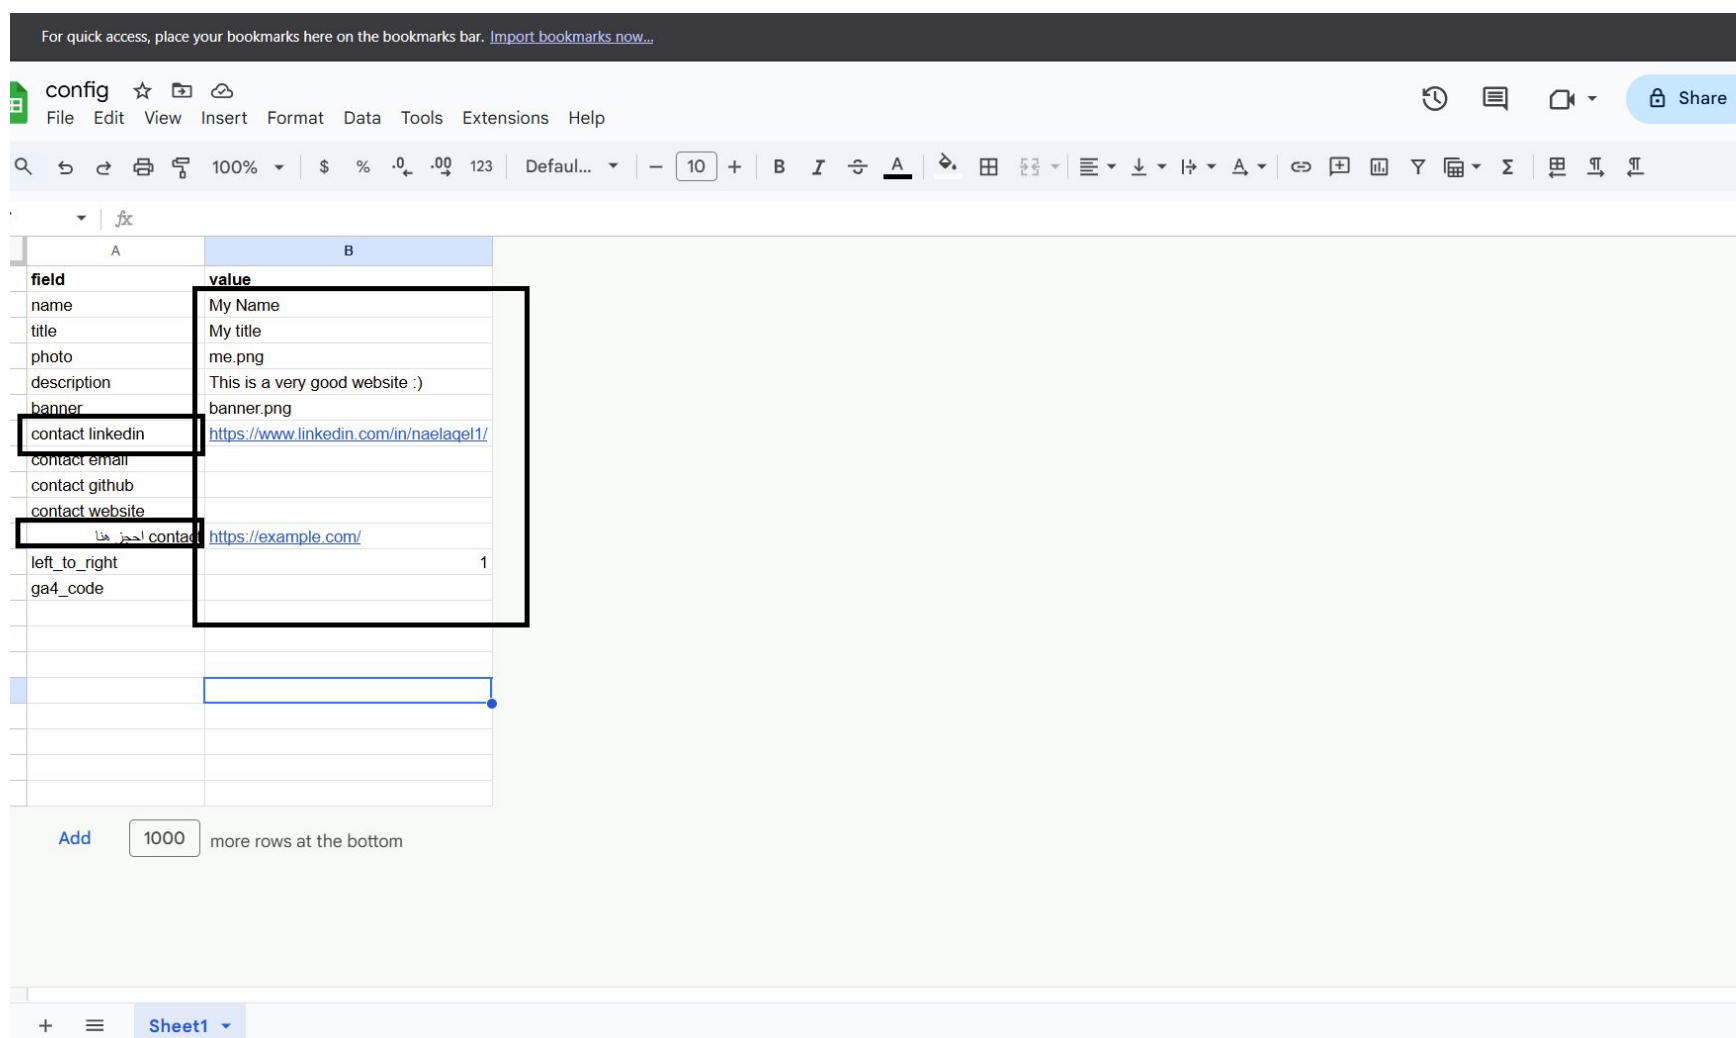 For quick access, place your bookmarks here on the bookmarks bar. Import bookmarks now...
config
Share
File Edit View Insert Format Data Tools Extensions Help
100% $ % .0 .00 123 Defaul... − 10 + B I A A Σ
fx
A B
field value
name My Name
title My title
photo me.png
description This is a very good website :)
banner banner.png
contact linkedin https://www.linkedin.com/in/naelaqel1/
contact email
contact github
contact website
contact احجز هنا https://example.com/
left_to_right 1
ga4_code
Add 1000 more rows at the bottom
+ Sheet1